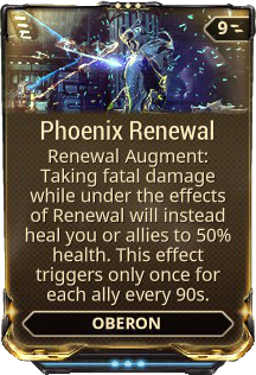 9
Phoenix Renewal
Renewal Augment:
Taking fatal damage
while under the effects
of Renewal will instead
heal you or allies to 50%
health. This effect
triggers only once for
each ally every 90s.
OBERON